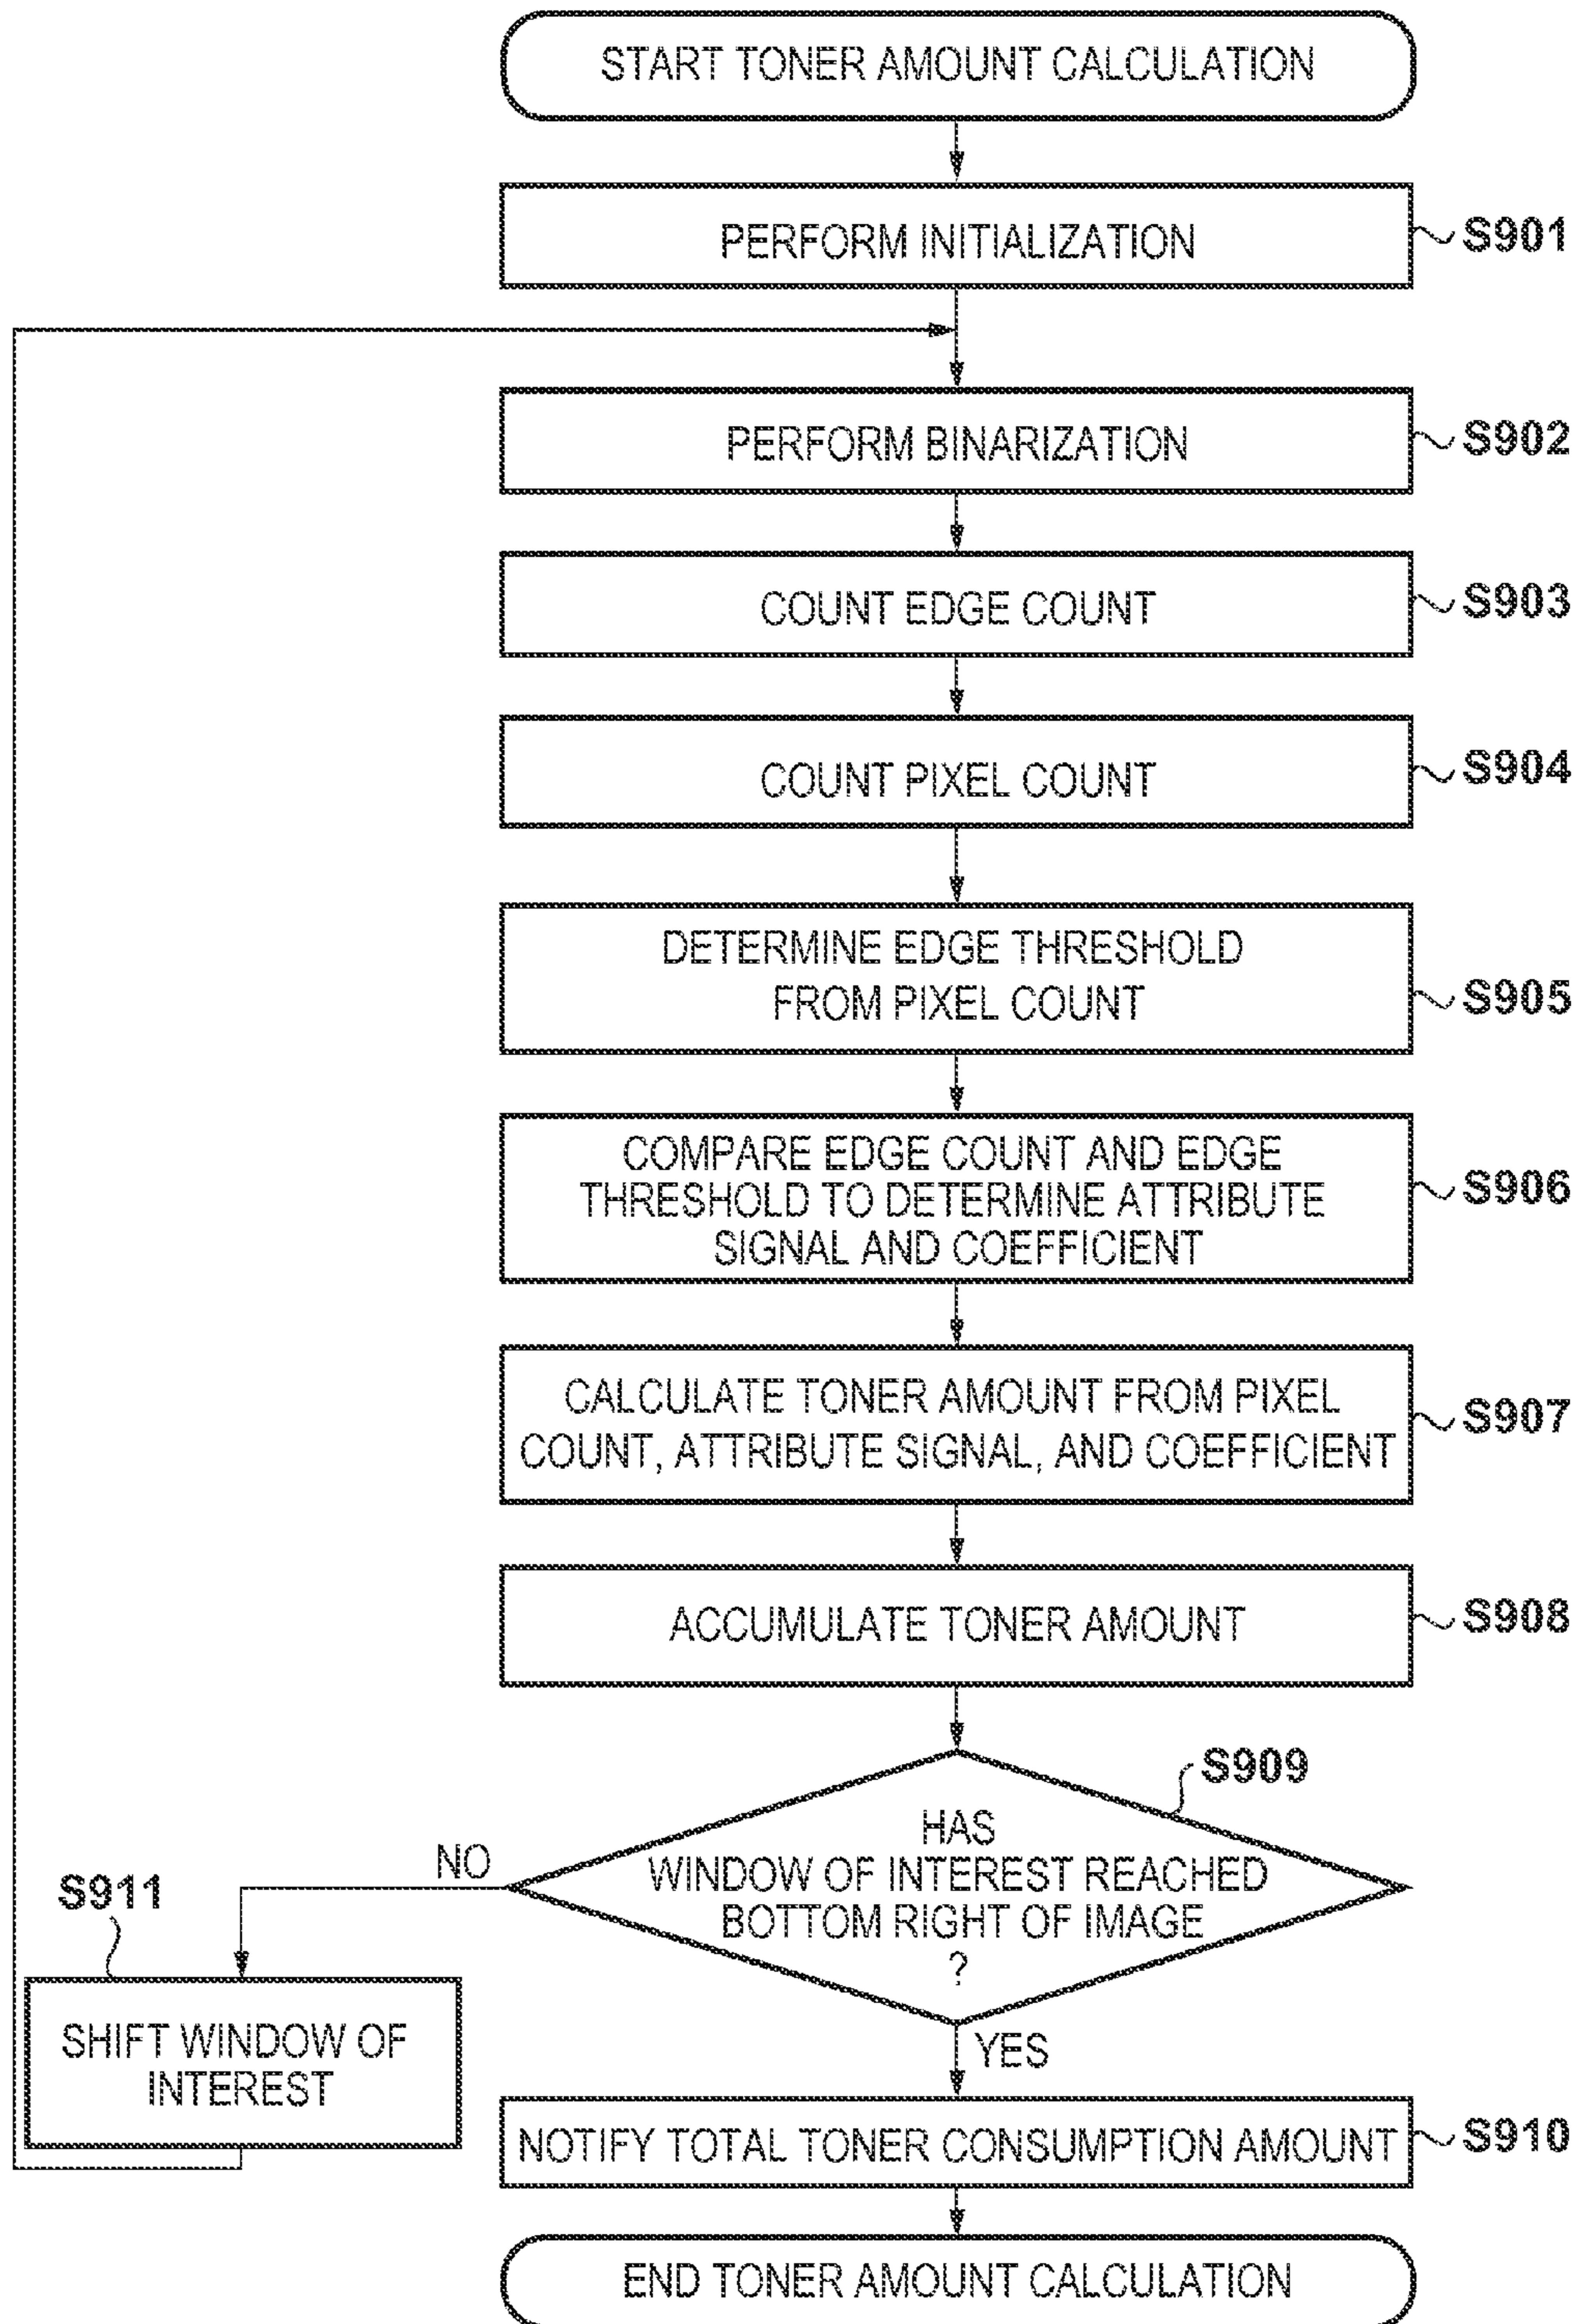 START TONER AMOUNT CALCULATION
PERFORM INITIALIZATION
S901
PERFORM BINARIZATION
S902
COUNT EDGE COUNT
S903
COUNT PIXEL COUNT
S904
DETERMINE EDGE THRESHOLD
FROM PIXEL COUNT
S905
COMPARE EDGE COUNT AND EDGE
THRESHOLD TO DETERMINE ATTRIBUTE
SIGNAL AND COEFFICIENT
S906
CALCULATE TONER AMOUNT FROM PIXEL
COUNT, ATTRIBUTE SIGNAL, AND COEFFICIENT
S907
ACCUMULATE TONER AMOUNT
S908
S909
HAS
WINDOW OF INTEREST REACHED
BOTTOM RIGHT OF IMAGE
?
NO
S911
SHIFT WINDOW OF
INTEREST
YES
NOTIFY TOTAL TONER CONSUMPTION AMOUNT
S910
END TONER AMOUNT CALCULATION